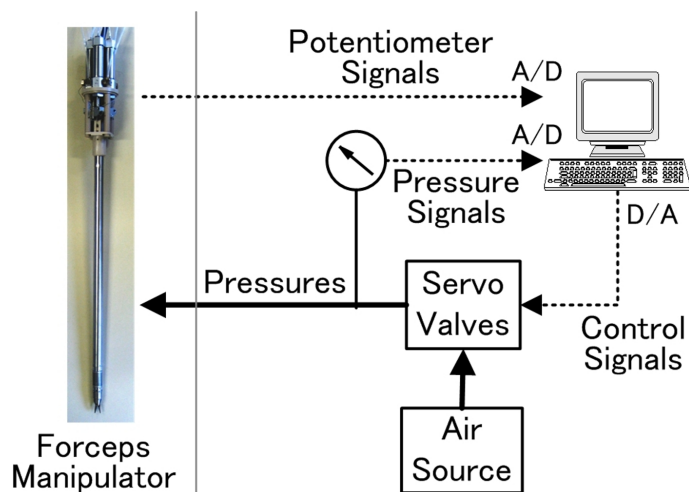 Potentiometer
Signals
A/D
A/D
Pressure
Signals
D/A
Pressures
Servo
Valves
Control
Signals
Air
Source
Forceps
Manipulator